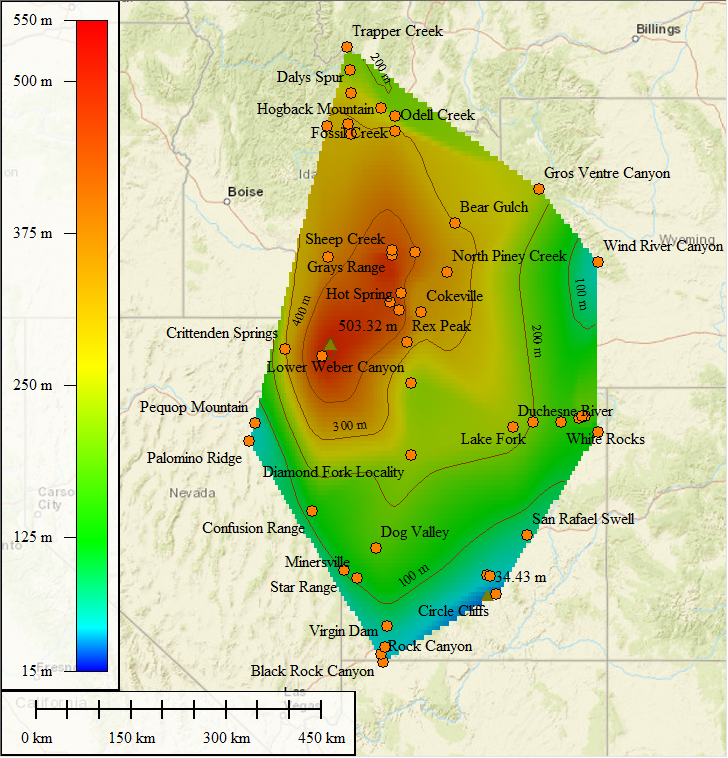 550 m
500 m
375 m
250 m
125 m
15 m
0 km 150 km 300 km 450 km
Trapper Creek
200 m
Billings
Dalys Spur
Hogback Mountain
Odell Creek
Fossil Creek
Ida
Gros Ventre Canyon
Boise
Bear Gulch
Sheep Creek
Wyoming
Wind River Canyon
Grays Range
North Piney Creek
Hot Spring
Cokeville
100 m
400 m
503.32 m
Rex Peak
200 m
Crittenden Springs
Lower Weber Canyon
Pequop Mountain
300 m
Duchesne River
Lake Fork
White Rocks
Palomino Ridge
Diamond Fork Locality
Nevada
Carson
City
Confusion Range
San Rafael Swell
Dog Valley
Minersville
100 m
34.43 m
Star Range
Circle Cliffs
Virgin Dam
Rock Canyon
Black Rock Canyon
Fresno
Las
Vegas
California